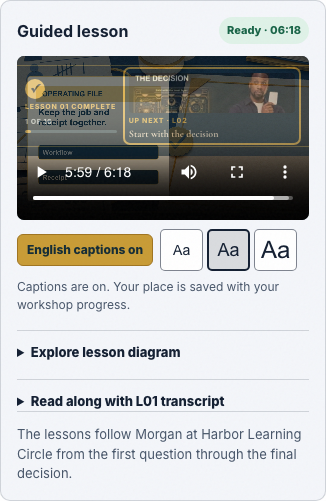 Guided lesson
Ready · 06:18
OPERATING FILE
THE DECISION
LESSON 01 COMPLETE
Keep the job and
receipt together.
UP NEXT · L02
Start with the decision
Workflow
5:59 / 6:18
English captions on
Aa
Aa
Aa
Captions are on. Your place is saved with your
workshop progress.
Explore lesson diagram
Read along with L01 transcript
The lessons follow Morgan at Harbor Learning
Circle from the first question through the final
decision.